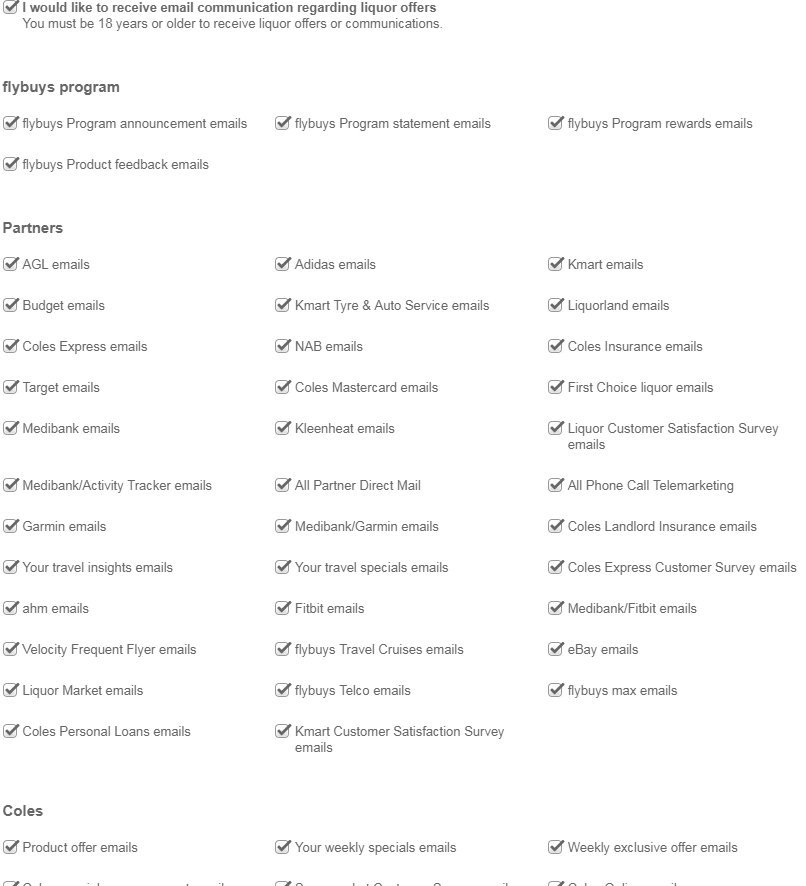 I would like to receive email communication regarding liquor offers
You must be 18 years or older to receive liquor offers or communications.
flybuys program
flybuys Program announcement emails
flybuys Program statement emails
flybuys Program rewards emails
flybuys Product feedback emails
Partners
AGL emails
Adidas emails
Kmart emails
Budget emails
Kmart Tyre & Auto Service emails
Liquorland emails
Coles Express emails
NAB emails
Coles Insurance emails
Target emails
Coles Mastercard emails
First Choice liquor emails
Medibank emails
Kleenheat emails
Liquor Customer Satisfaction Survey
emails
Medibank/Activity Tracker emails
All Partner Direct Mail
All Phone Call Telemarketing
Garmin emails
Medibank/Garmin emails
Coles Landlord Insurance emails
Your travel insights emails
Your travel specials emails
Coles Express Customer Survey emails
ahm emails
Fitbit emails
Medibank/Fitbit emails
Velocity Frequent Flyer emails
flybuys Travel Cruises emails
eBay emails
Liquor Market emails
flybuys Telco emails
flybuys max emails
Coles Personal Loans emails
Kmart Customer Satisfaction Survey
emails
Coles
Product offer emails
Your weekly specials emails
Weekly exclusive offer emails